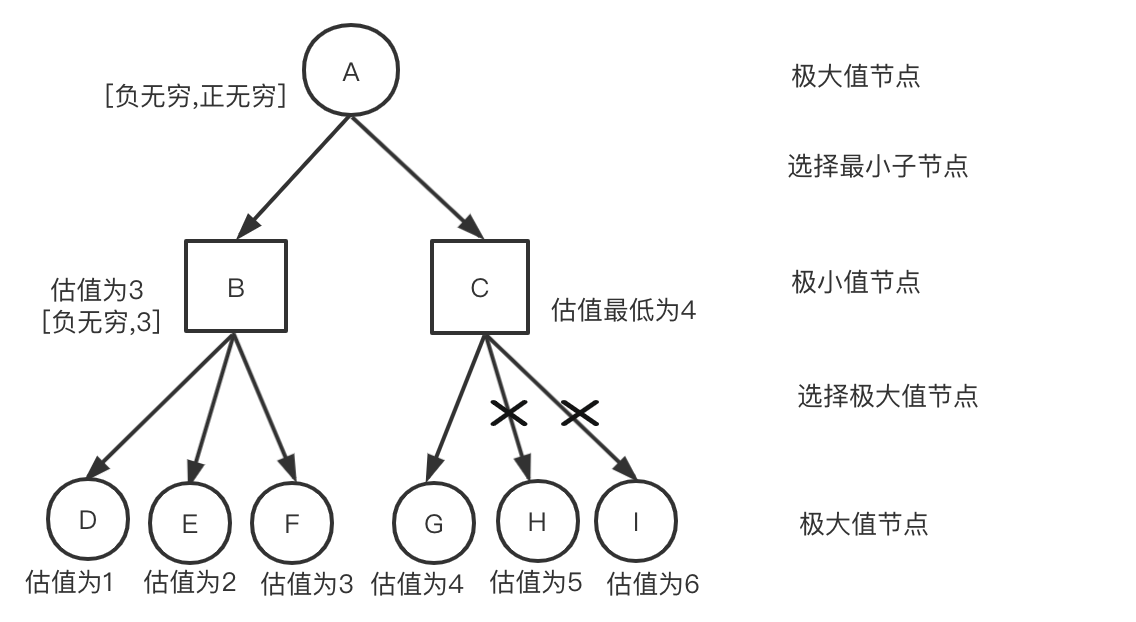 A
极大值节点
[负无穷,正无穷]
选择最小子节点
B
C
极小值节点
估值为3
[负无穷,3]
估值最低为4
选择极大值节点
D
E
F
G
H
I
极大值节点
估值为1
估值为2
估值为3
估值为4
估值为5
估值为6